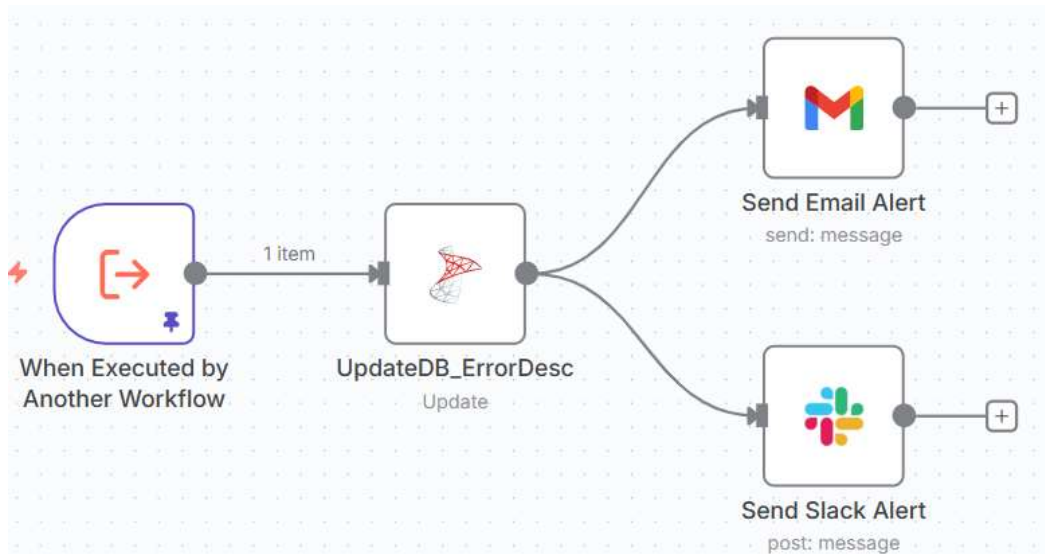 Send Email Alert
send: message
1 item
When Executed by
Another Workflow
UpdateDB_ErrorDesc
Update
Send Slack Alert
post: message